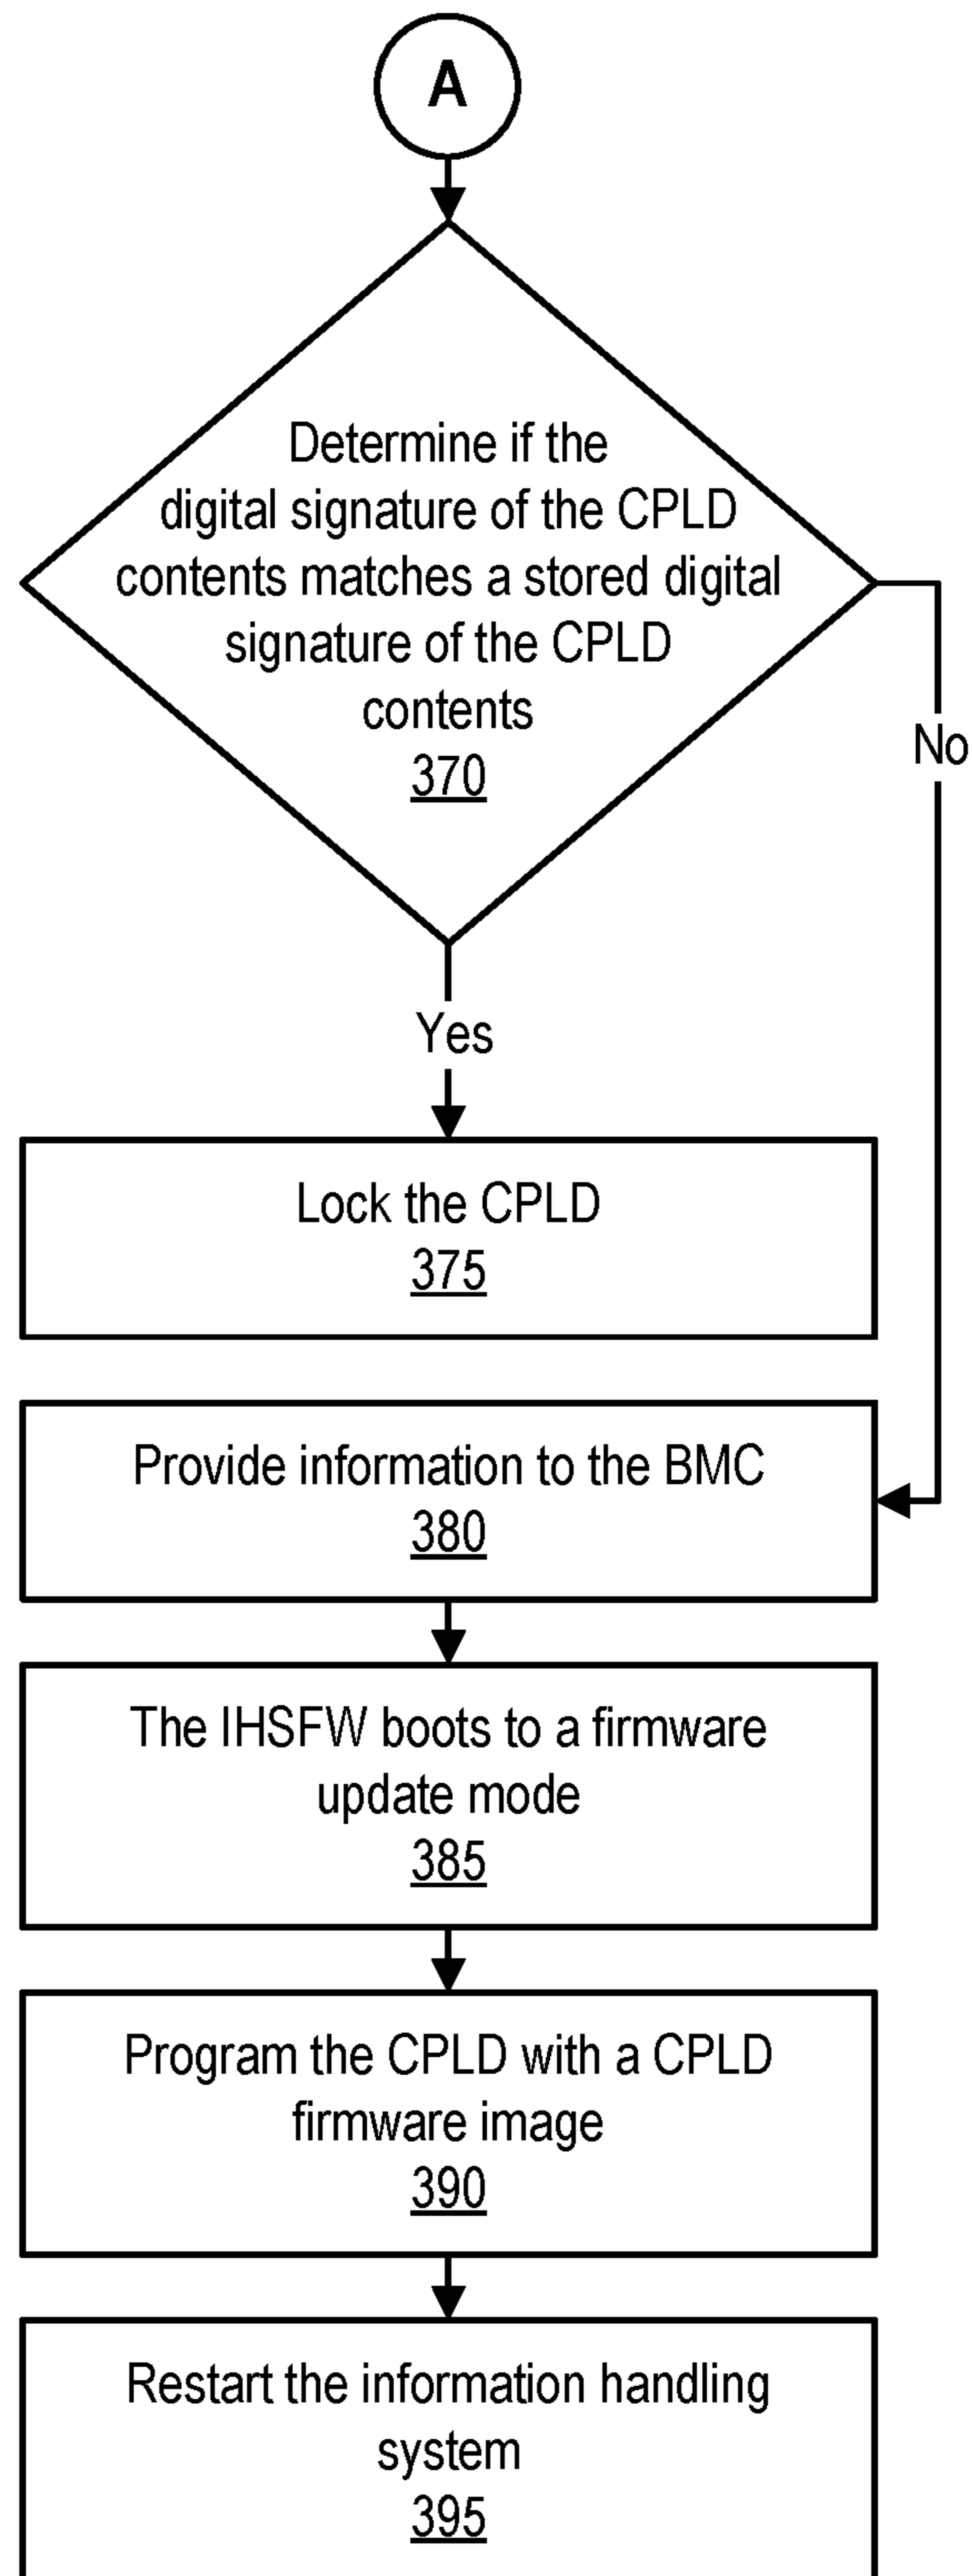 A
Determine if the
digital signature of the CPLD
contents matches a stored digital
signature of the CPLD
contents
370
No
Yes
Lock the CPLD
375
Provide information to the BMC
380
The IHSFW boots to a firmware
update mode
385
Program the CPLD with a CPLD
firmware image
390
Restart the information handling
system
395